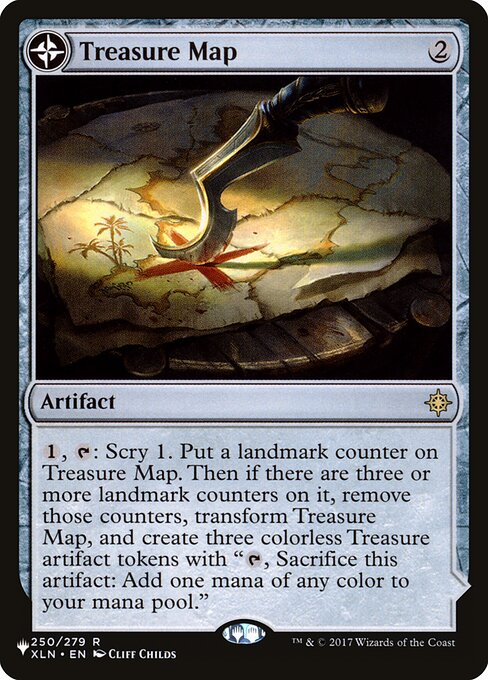 Treasure Map 2
Artifact
1, : Scry 1. Put a landmark counter on
Treasure Map. Then if there are three or
more landmark counters on it, remove
those counters, transform Treasure
Map, and create three colorless Treasure
artifact tokens with “, Sacrifice this
artifact: Add one mana of any color to
your mana pool.”
250/279 R
XLN • EN Cliff Childs
™ & © 2017 Wizards of the Coast